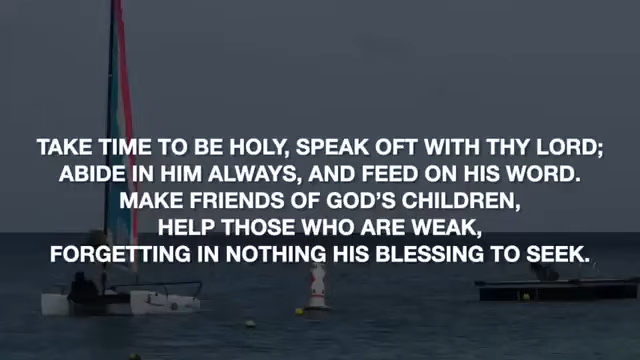 TAKE TIME TO BE HOLY, SPEAK OFT WITH THY LORD;
ABIDE IN HIM ALWAYS, AND FEED ON HIS WORD.
MAKE FRIENDS OF GOD'S CHILDREN,
HELP THOSE WHO ARE WEAK,
FORGETTING IN NOTHING HIS BLESSING TO SEEK.